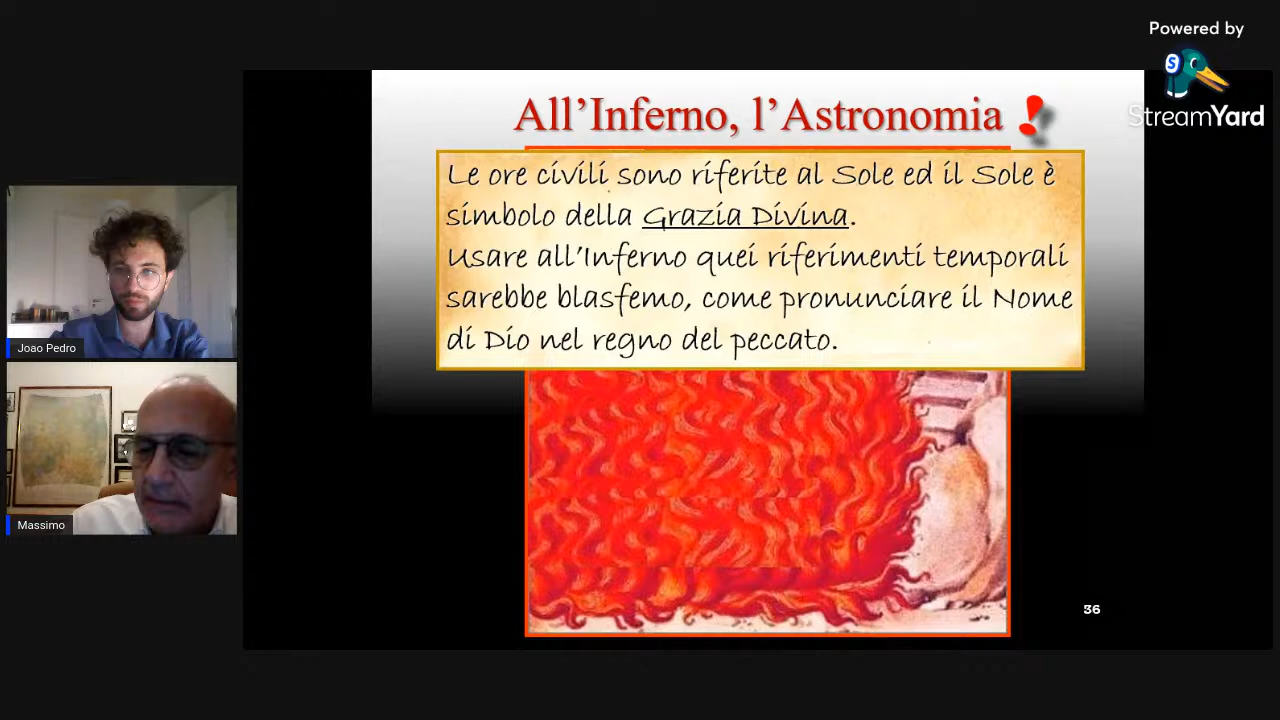 Powered by
StreamYard
All'Inferno, l'Astronomia !
Le ore civili sono riferite al Sole ed il Sole è
simbolo della Grazia Divina.
Usare all'Inferno quei riferimenti temporali
sarebbe blasfemo, come pronunciare il Nome
di Dio nel regno del peccato.
Joao Pedro
Massimo
36